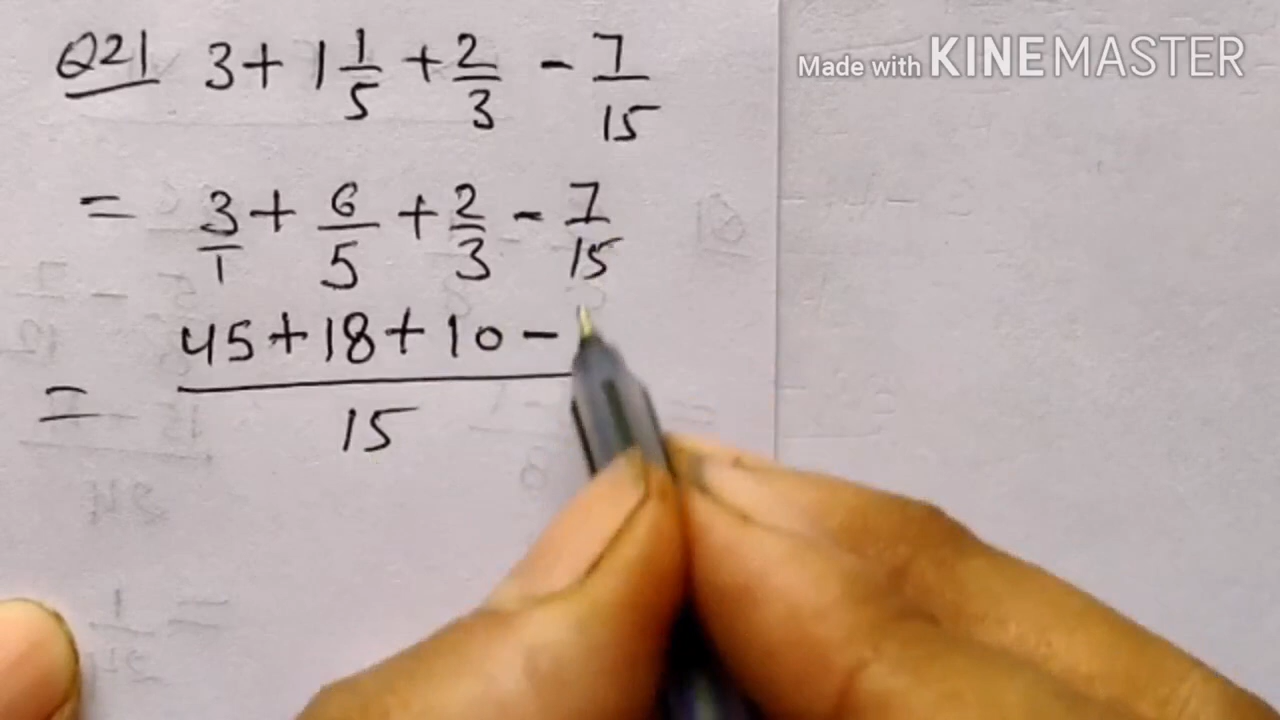 Q21 3 + 1 1/5 + 2/3 - 7/15
Made with KINEMASTER
= 3/1 + 6/5 + 2/3 - 7/15
= 45 + 18 + 10 - / 15